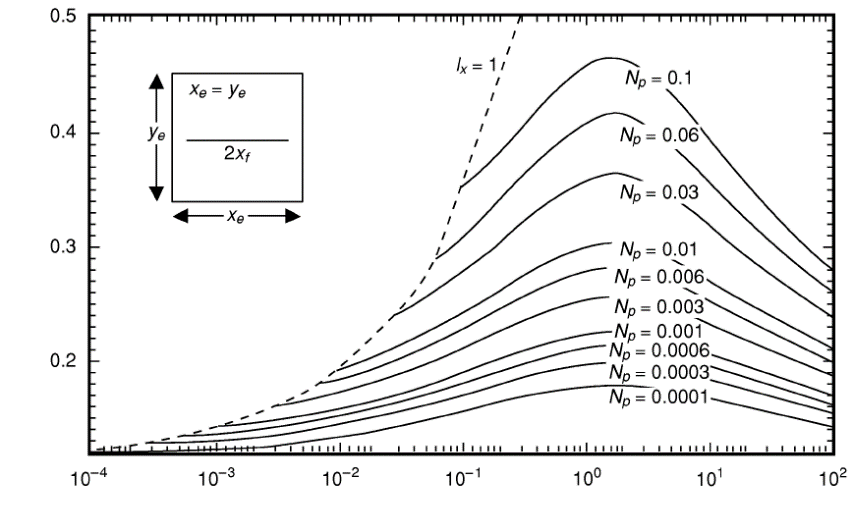 0.5
l_x = 1
N_p = 0.1
x_e = y_e
y_e
2x_f
0.4
N_p = 0.06
N_p = 0.03
x_e
0.3
N_p = 0.01
N_p = 0.006
N_p = 0.003
N_p = 0.001
0.2
N_p = 0.0006
N_p = 0.0003
N_p = 0.0001
10^-4 10^-3 10^-2 10^-1 10^0 10^1 10^2